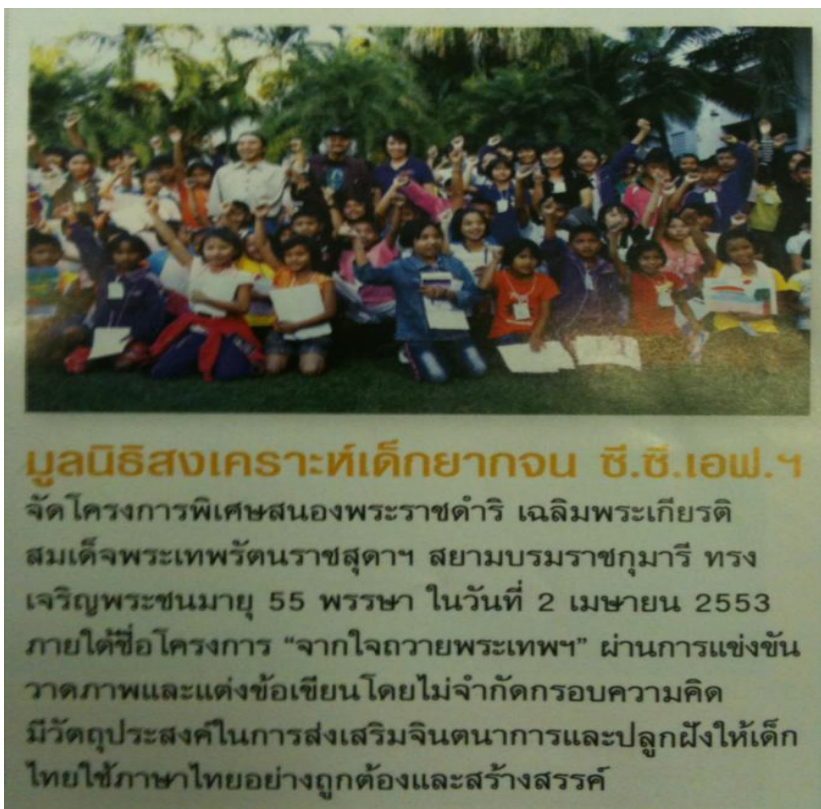 มูลนิธิสงเคราะห์เด็กยากจน ซี.ซี.เอฟ.ฯ
จัดโครงการพิเศษสนองพระราชดำริ เฉลิมพระเกียรติ
สมเด็จพระเทพรัตนราชสุดาฯ สยามบรมราชกุมารี ทรง
เจริญพระชนมายุ 55 พรรษา ในวันที่ 2 เมษายน 2553
ภายใต้ชื่อโครงการ “จากใจถวายพระเทพฯ” ผ่านการแข่งขัน
วาดภาพและแต่งข้อเขียนโดยไม่จำกัดกรอบความคิด
มีวัตถุประสงค์ในการส่งเสริมจินตนาการและปลูกฝังให้เด็ก
ไทยใช้ภาษาไทยอย่างถูกต้องและสร้างสรรค์